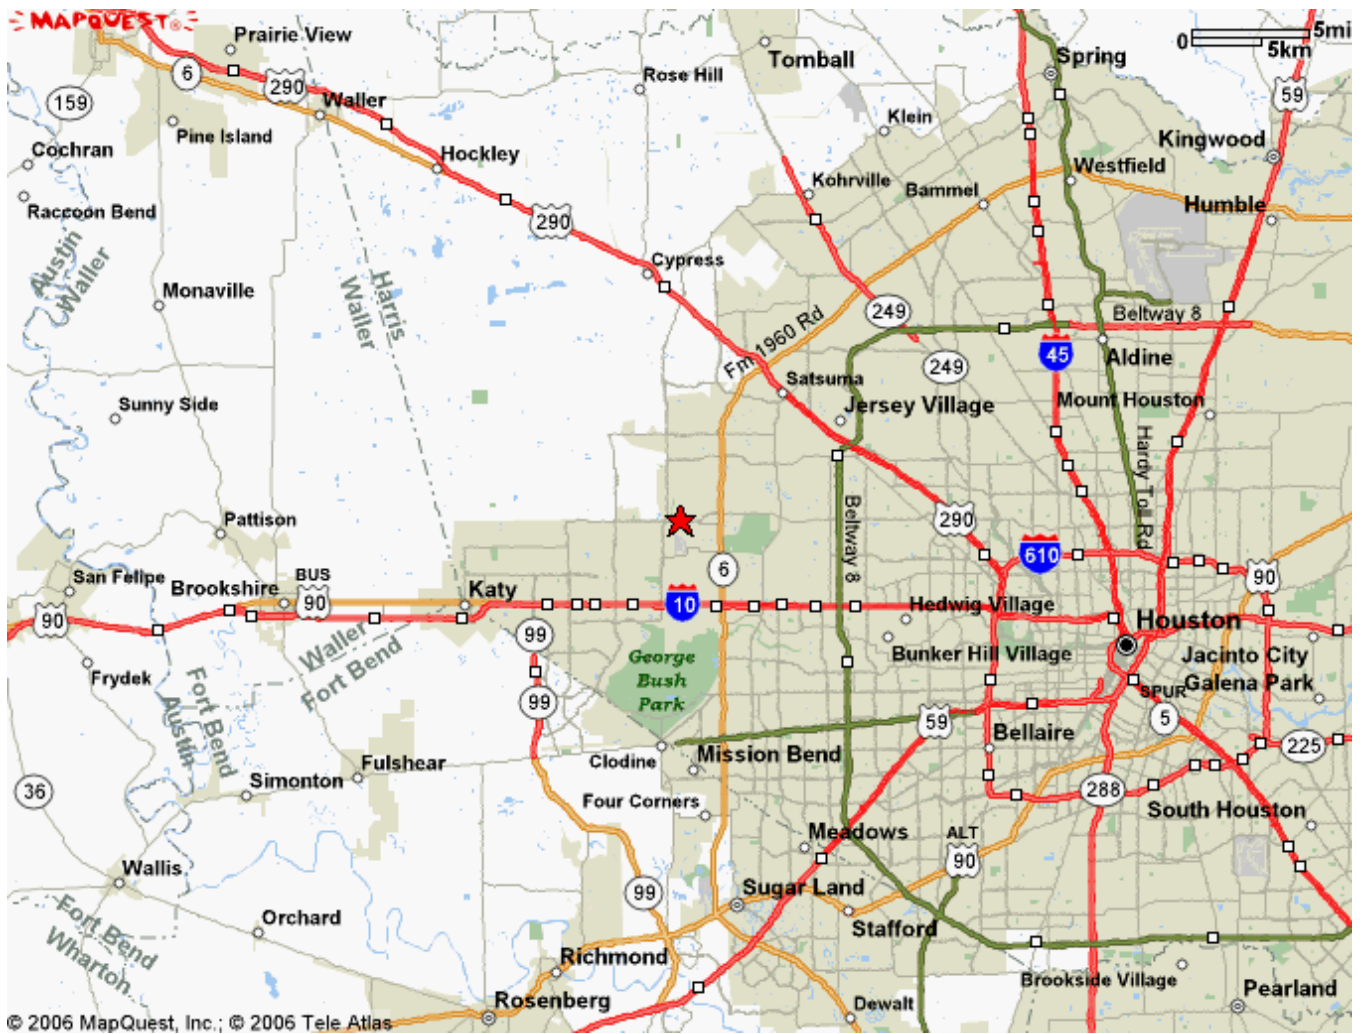 MAPQUEST
Prairie View
Tomball
Spring
0
5mi
5km
6
290
Rose Hill
59
159
Waller
Pine Island
Klein
Kingwood
Cochran
Hockley
Westfield
Kohrville
Bammel
Raccoon Bend
290
Humble
Austin
Waller
Cypress
Harris
Waller
Monaville
249
Beltway 8
Fm 1960 Rd
45
Aldine
249
Satsuma
Sunny Side
Jersey Village
Mount Houston
Hardy Toll Rd
Beltway 8
Pattison
290
610
6
90
San Felipe
Brookshire
BUS
90
Katy
10
Hedwig Village
90
99
Houston
Waller
Fort Bend
George
Bush
Park
Bunker Hill Village
Jacinto City
Frydek
Fort Bend
Austin
Galena Park
SPUR
5
99
59
Bellaire
225
Clodine
Mission Bend
Fulshear
36
Simonton
288
Four Corners
South Houston
Meadows
ALT
90
Wallis
99
Sugar Land
Orchard
Stafford
Fort Bend
Wharton
Richmond
Brookside Village
Rosenberg
Dewalt
Pearland
© 2006 MapQuest, Inc.; © 2006 Tele Atlas